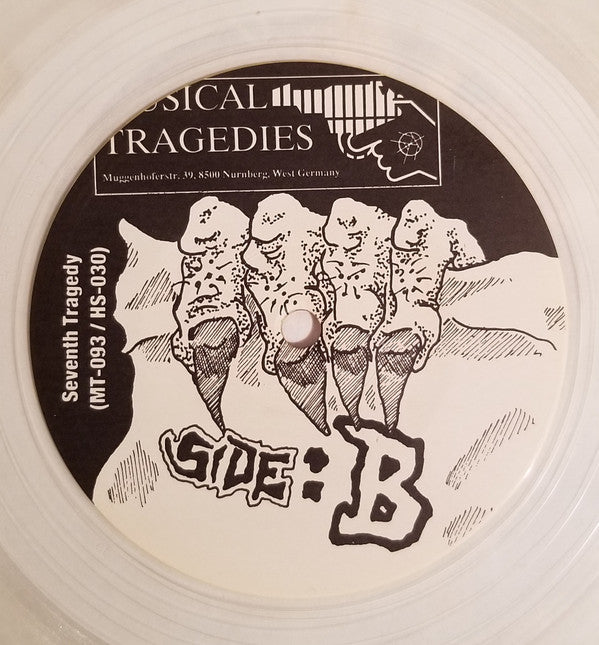 USICAL
TRAGEDIES
Muggenhoferstr. 39, 8500 Nurnberg, West Germany
Seventh Tragedy
(MT-093 / HS-030)
SIDE: B